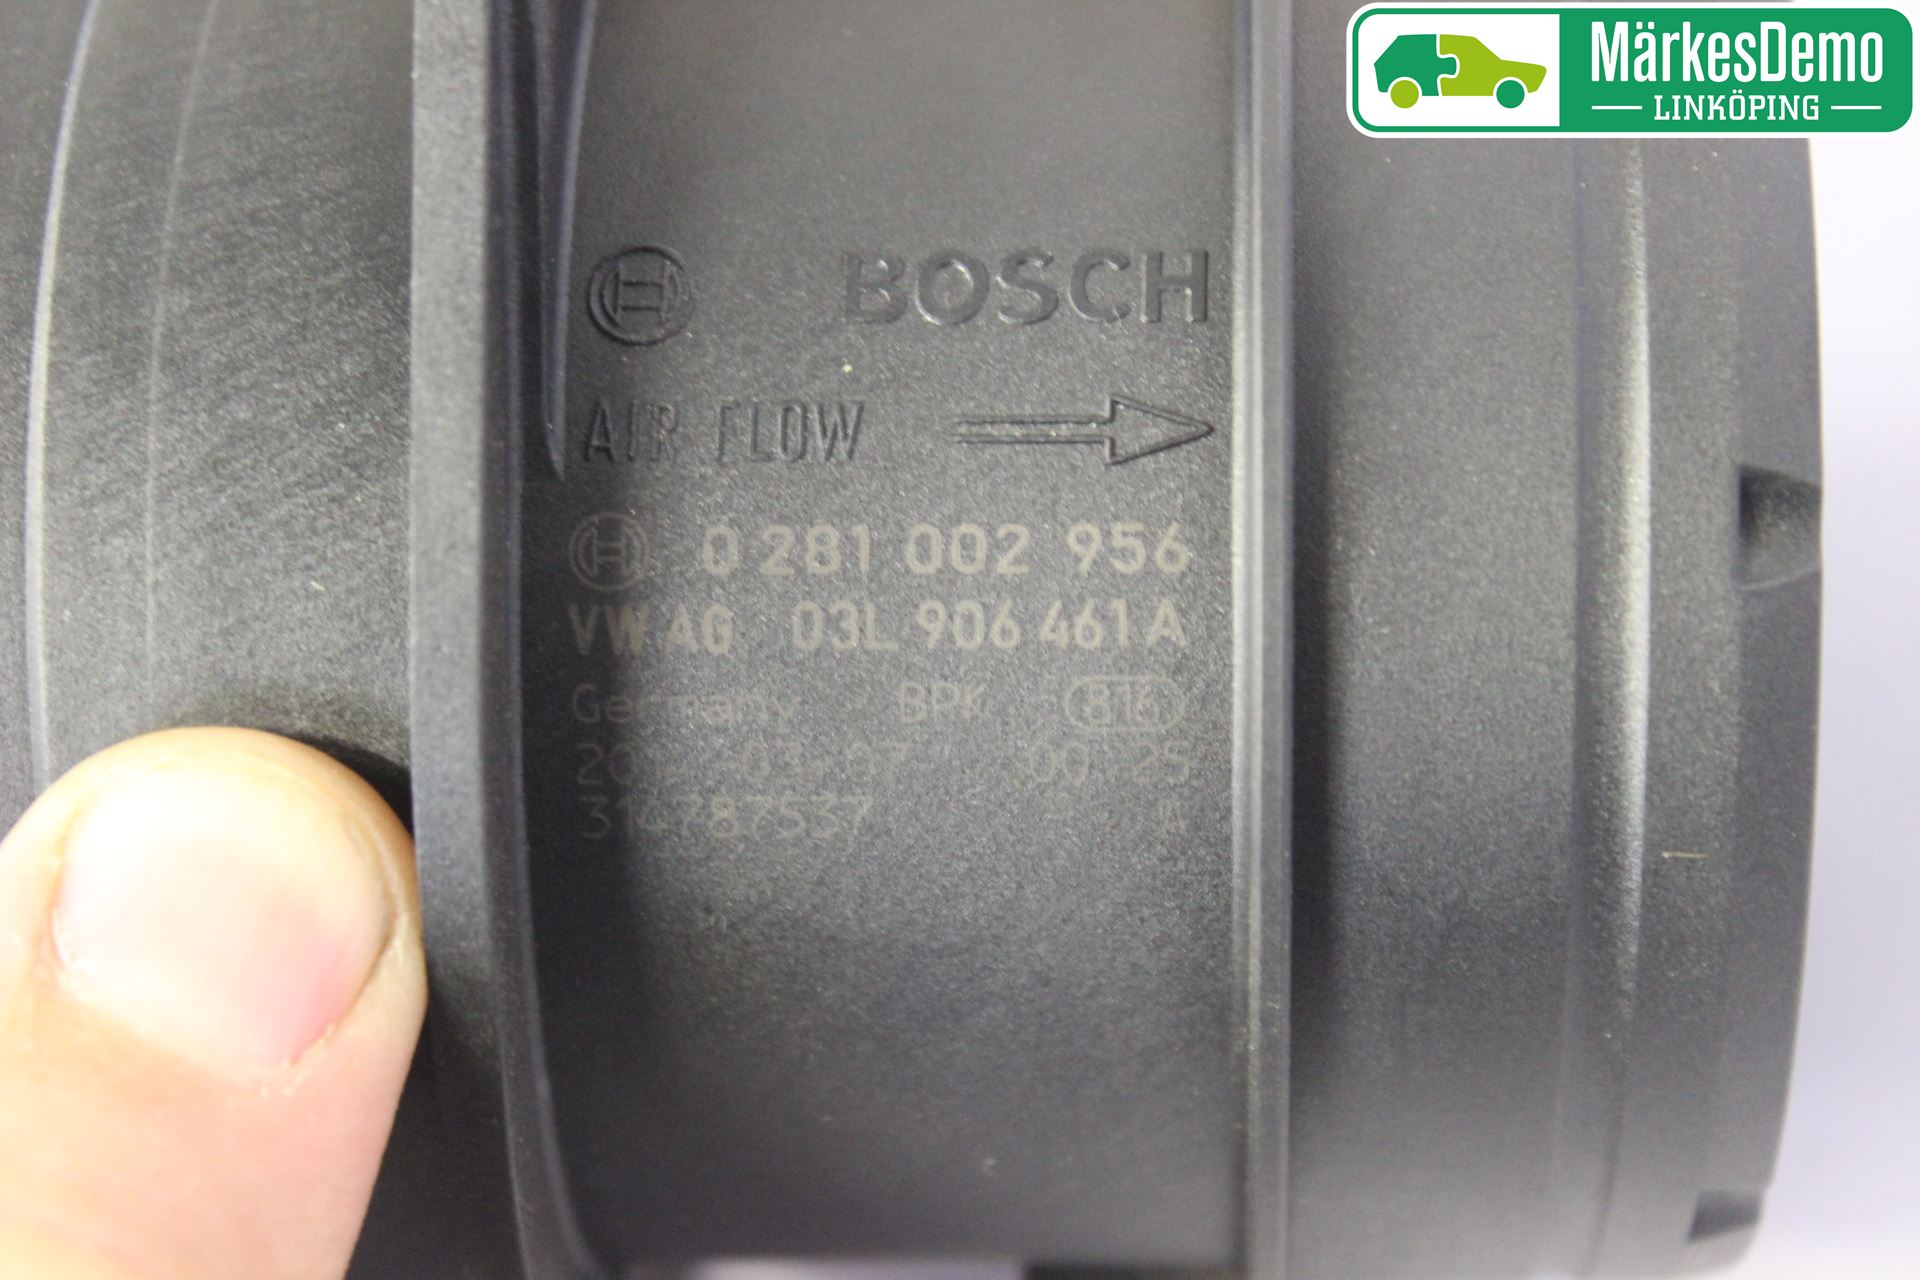 MärkesDemo
LINKÖPING
BOSCH
AIR FLOW
0 281 002 956
VW AG 03L 906 461 A
Germany BPK 816
00 25
314787537 A